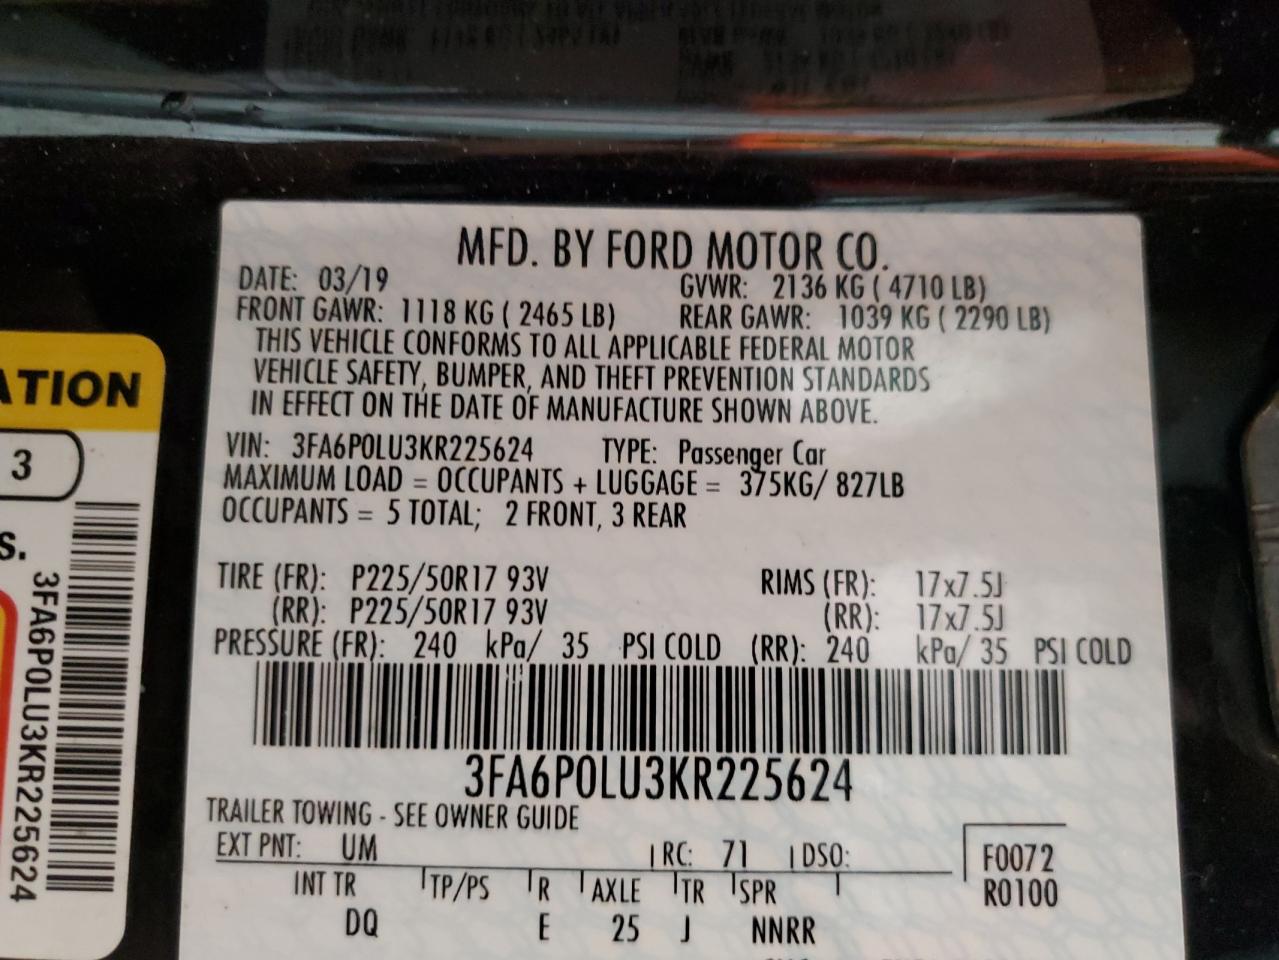 MFD. BY FORD MOTOR CO.
DATE: 03/19 GVWR: 2136 KG ( 4710 LB)
FRONT GAWR: 1118 KG ( 2465 LB) REAR GAWR: 1039 KG ( 2290 LB)
THIS VEHICLE CONFORMS TO ALL APPLICABLE FEDERAL MOTOR
VEHICLE SAFETY, BUMPER, AND THEFT PREVENTION STANDARDS
IN EFFECT ON THE DATE OF MANUFACTURE SHOWN ABOVE.
VIN: 3FA6P0LU3KR225624 TYPE: Passenger Car
MAXIMUM LOAD = OCCUPANTS + LUGGAGE = 375KG/ 827LB
OCCUPANTS = 5 TOTAL; 2 FRONT, 3 REAR
TIRE (FR): P225/50R17 93V RIMS (FR): 17x7.5J
(RR): P225/50R17 93V (RR): 17x7.5J
PRESSURE (FR): 240 kPa/ 35 PSI COLD (RR): 240 kPa/ 35 PSI COLD
3FA6P0LU3KR225624
TRAILER TOWING - SEE OWNER GUIDE
EXT PNT: UM RC: 71 DSO: F0072
INT TR TP/PS R AXLE TR SPR R0100
DQ E 25 J NNRR
ATION
3
S.
3FA6P0LU3KR225624